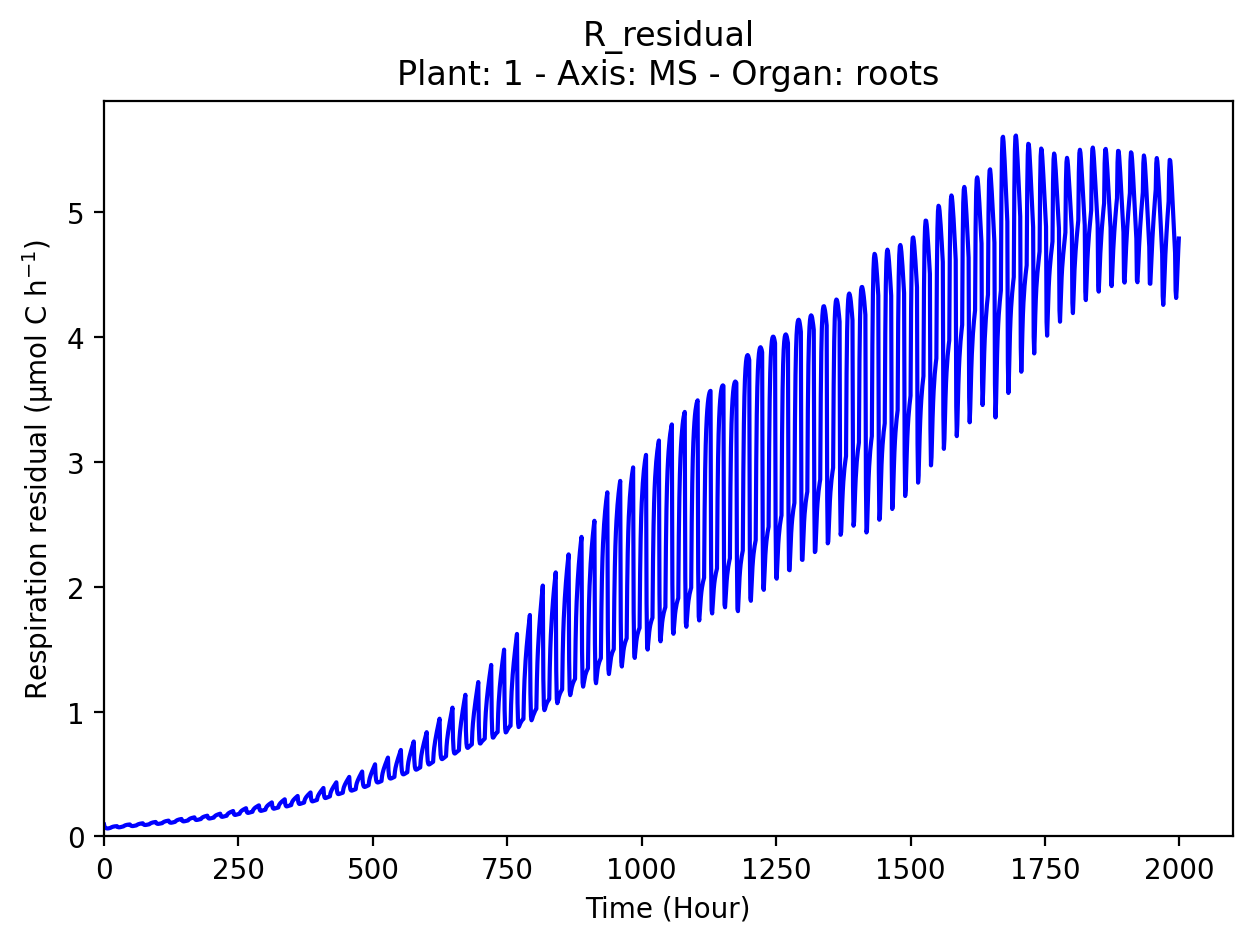 R_residual
Plant: 1 - Axis: MS - Organ: roots
Respiration residual (µmol C h⁻¹)
5
4
3
2
1
0
0 250 500 750 1000 1250 1500 1750 2000
Time (Hour)